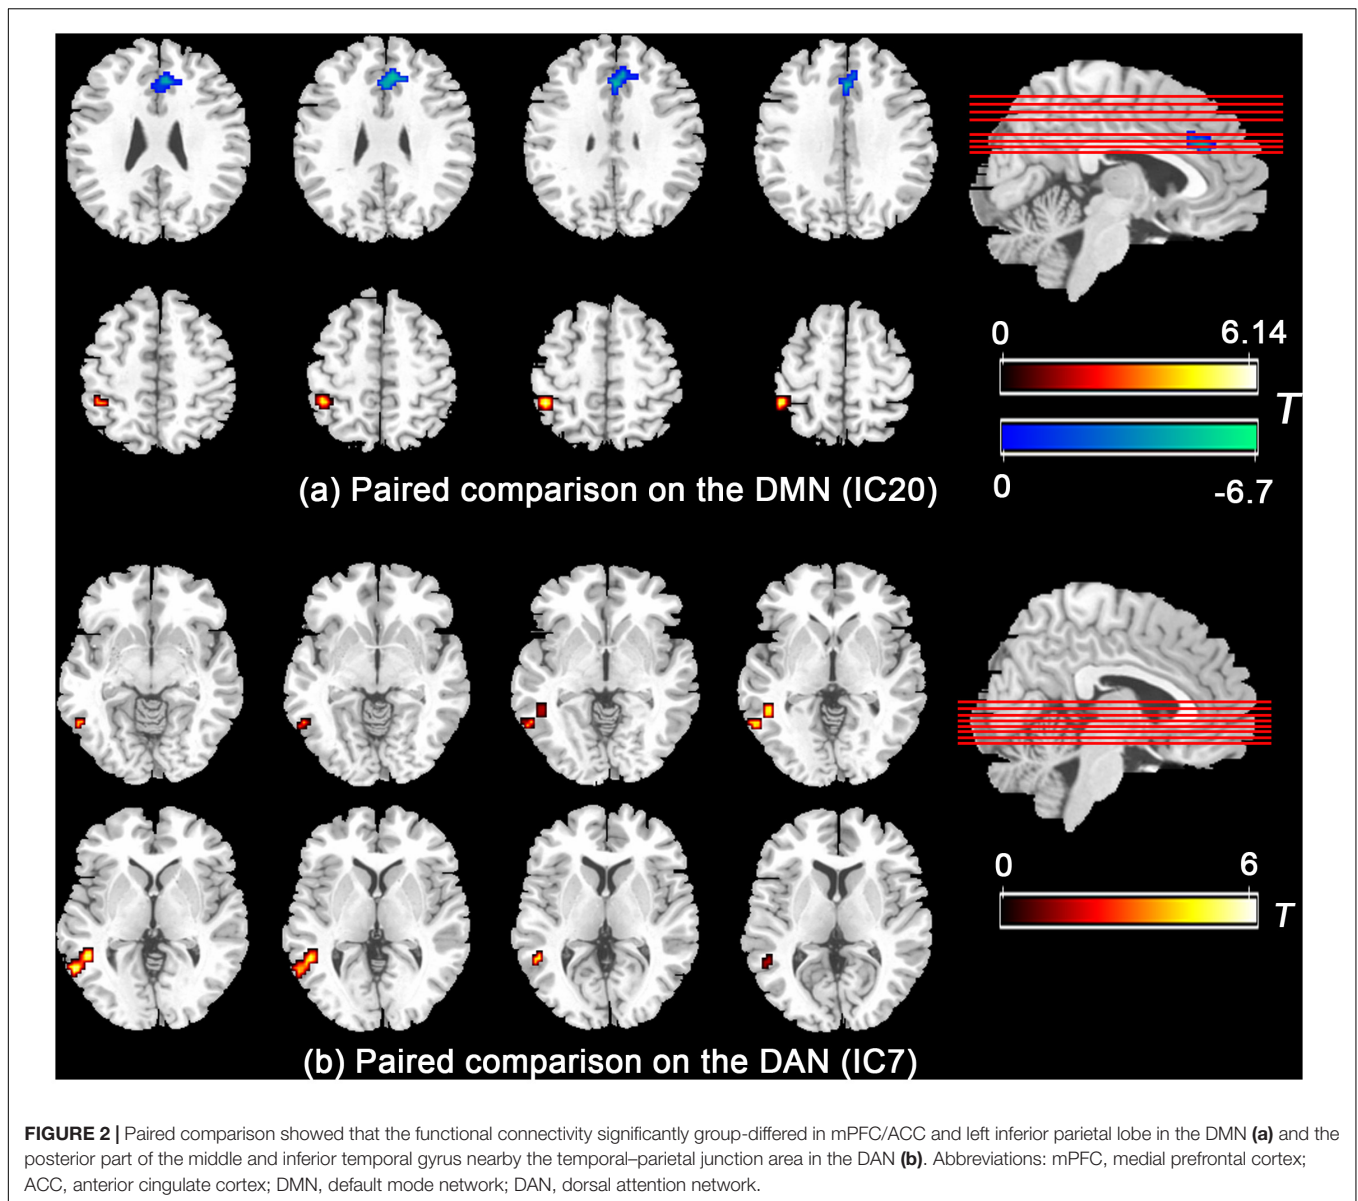 0 6.14
T
0 -6.7
(a) Paired comparison on the DMN (IC20)
0 6
T
(b) Paired comparison on the DAN (IC7)
FIGURE 2 | Paired comparison showed that the functional connectivity significantly group-differed in mPFC/ACC and left inferior parietal lobe in the DMN (a) and the
posterior part of the middle and inferior temporal gyrus nearby the temporal–parietal junction area in the DAN (b). Abbreviations: mPFC, medial prefrontal cortex;
ACC, anterior cingulate cortex; DMN, default mode network; DAN, dorsal attention network.